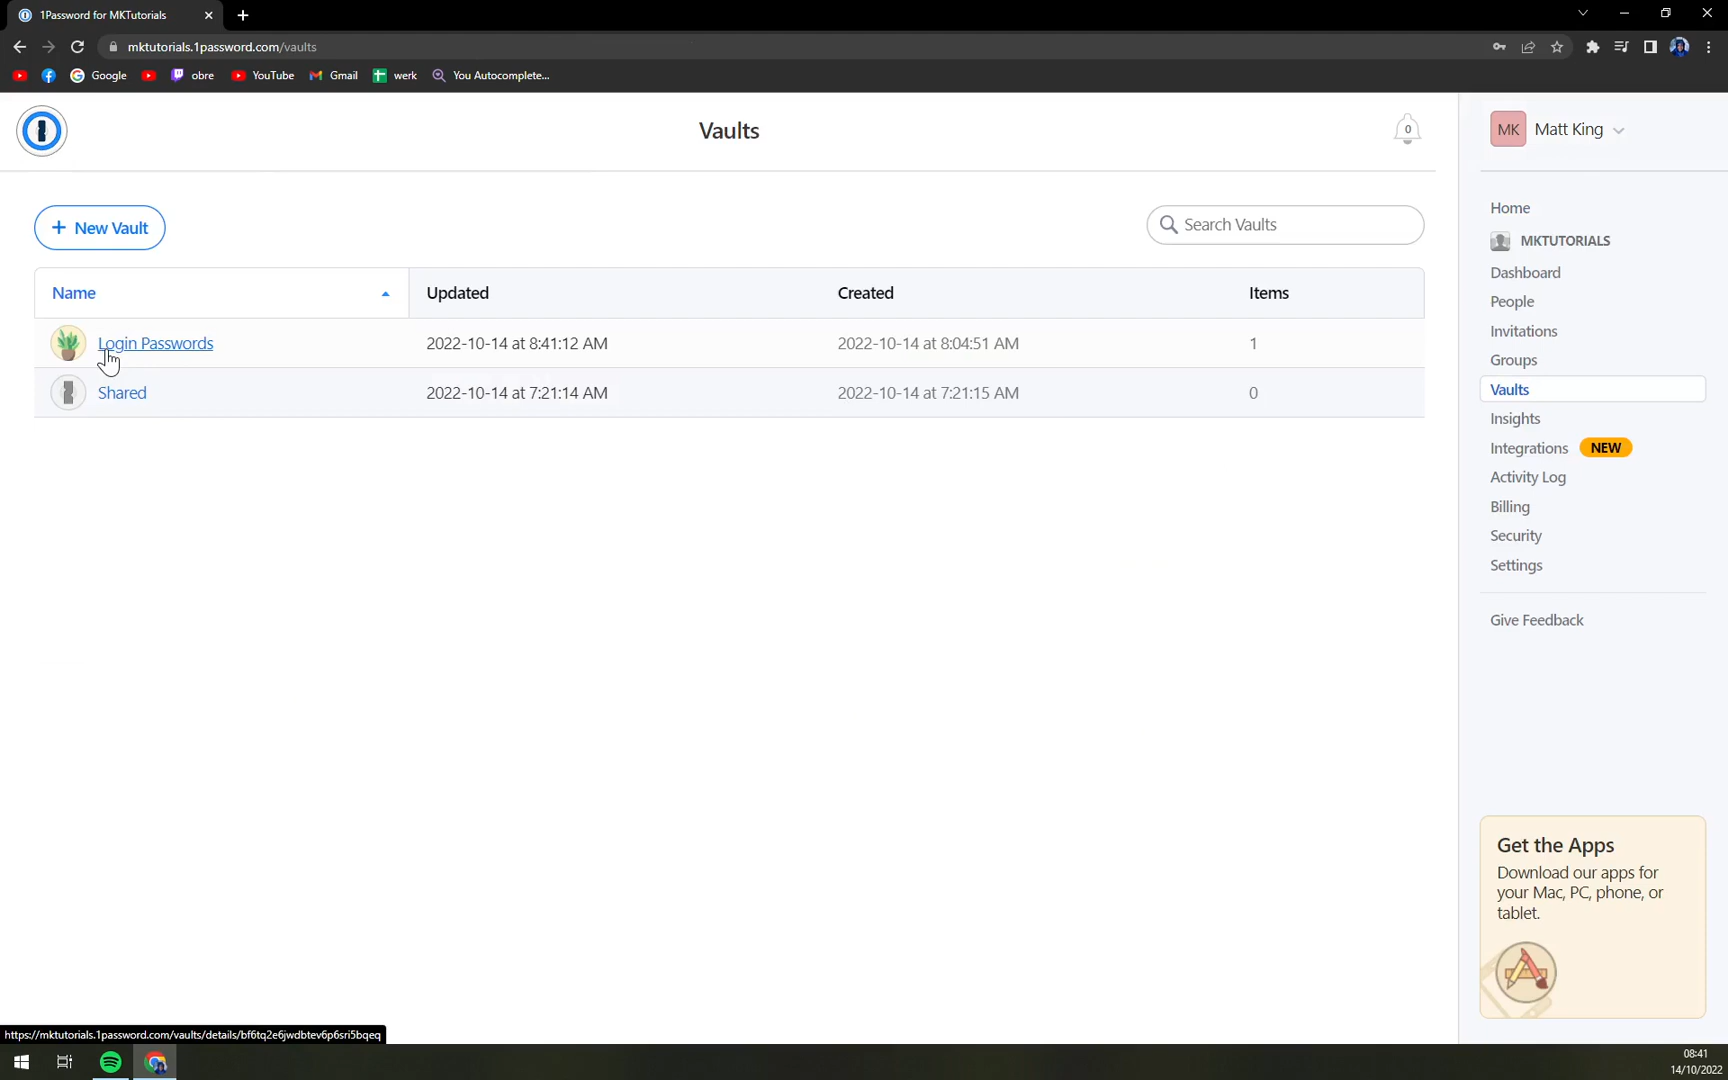 1Password for MKTutorials
mktutorials.1password.com/vaults
Google
obre
YouTube
Gmail
werk
You Autocomplete...
Vaults
0
MK Matt King
+ New Vault
Search Vaults
Name Updated Created Items
Login Passwords 2022-10-14 at 8:41:12 AM 2022-10-14 at 8:04:51 AM 1
Shared 2022-10-14 at 7:21:14 AM 2022-10-14 at 7:21:15 AM 0
Home
MKTUTORIALS
Dashboard
People
Invitations
Groups
Vaults
Insights
Integrations NEW
Activity Log
Billing
Security
Settings
Give Feedback
Get the Apps
Download our apps for
your Mac, PC, phone, or
tablet.
https://mktutorials.1password.com/vaults/details/bf6tq2e6jwdbtev6p6sri5bqeq
08:41
14/10/2022